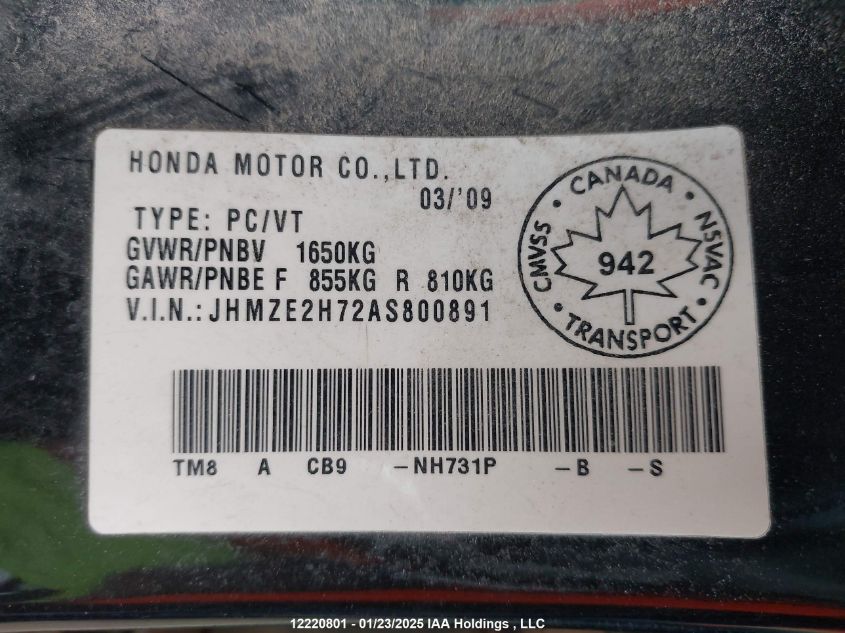 HONDA MOTOR CO.,LTD.
03/'09
TYPE: PC/VT
GVWR/PNBV 1650KG
GAWR/PNBE F 855KG R 810KG
V.I.N.: JHMZE2H72AS800891
CANADA
CMVSS 942 NSVAC
TRANSPORT
TM8 A CB9 -NH731P -B -S
12220801 - 01/23/2025 IAA Holdings , LLC